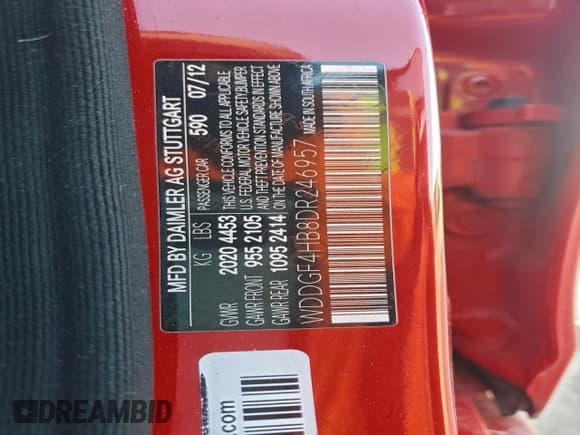 MFD BY DAIMLER AG STUTTGART
PASSENGER CAR 590 07/12
KG LBS
GVWR 2020 4453
GAWR FRONT 955 2105
GAWR REAR 1095 2414
THIS VEHICLE CONFORMS TO ALL APPLICABLE
U.S. FEDERAL MOTOR VEHICLE SAFETY, BUMPER
AND THEFT PREVENTION STANDARDS IN EFFECT
ON THE DATE OF MANUFACTURE SHOWN ABOVE
MADE IN SOUTH AFRICA
WDDGF4HB8DR246957
.com
DREAMBID